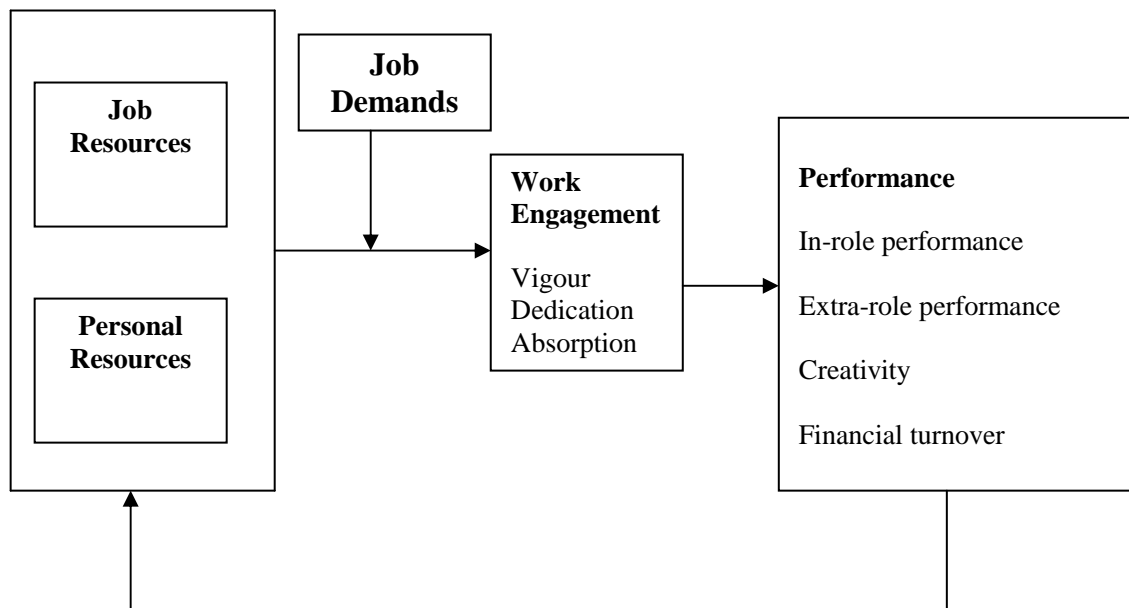 Job
Resources
Personal
Resources
Job
Demands
Work
Engagement
Vigour
Dedication
Absorption
Performance
In-role performance
Extra-role performance
Creativity
Financial turnover